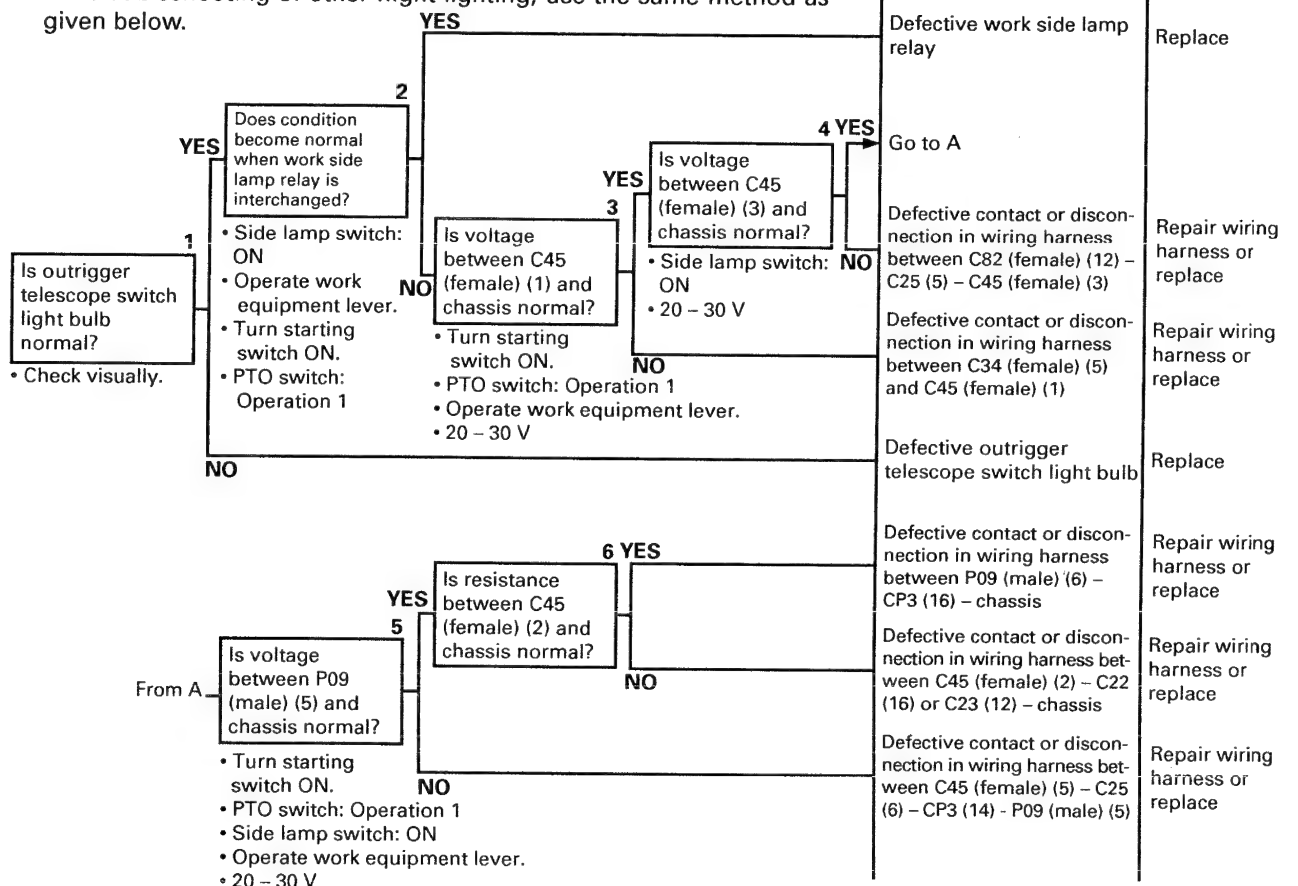 given below.
YES
Defective work side lamp
relay
Replace
2
Does condition
become normal
when work side
lamp relay is
interchanged?
YES
• Side lamp switch:
ON
• Operate work
equipment lever.
• Turn starting
switch ON.
• PTO switch:
Operation 1
4 YES
Go to A
Is voltage
between C45
(female) (3) and
chassis normal?
YES
3
• Side lamp switch:
ON
• 20 – 30 V
NO
Defective contact or discon-
nection in wiring harness
between C82 (female) (12) –
C25 (5) – C45 (female) (3)
Repair wiring
harness or
replace
Is voltage
between C45
(female) (1) and
chassis normal?
NO
• Turn starting
switch ON.
• PTO switch: Operation 1
• Operate work equipment lever.
• 20 – 30 V
NO
Defective contact or discon-
nection in wiring harness
between C34 (female) (5)
and C45 (female) (1)
Repair wiring
harness or
replace
1
Is outrigger
telescope switch
light bulb
normal?
• Check visually.
NO
Defective outrigger
telescope switch light bulb
Replace
6 YES
Is resistance
between C45
(female) (2) and
chassis normal?
Defective contact or discon-
nection in wiring harness
between P09 (male) (6) –
CP3 (16) – chassis
Repair wiring
harness or
replace
YES
5
NO
Defective contact or discon-
nection in wiring harness bet-
ween C45 (female) (2) – C22
(16) or C23 (12) – chassis
Repair wiring
harness or
replace
From A
Is voltage
between P09
(male) (5) and
chassis normal?
• Turn starting
switch ON.
• PTO switch: Operation 1
• Side lamp switch: ON
• Operate work equipment lever.
• 20 – 30 V
NO
Defective contact or discon-
nection in wiring harness bet-
ween C45 (female) (5) – C25
(6) – CP3 (14) - P09 (male) (5)
Repair wiring
harness or
replace